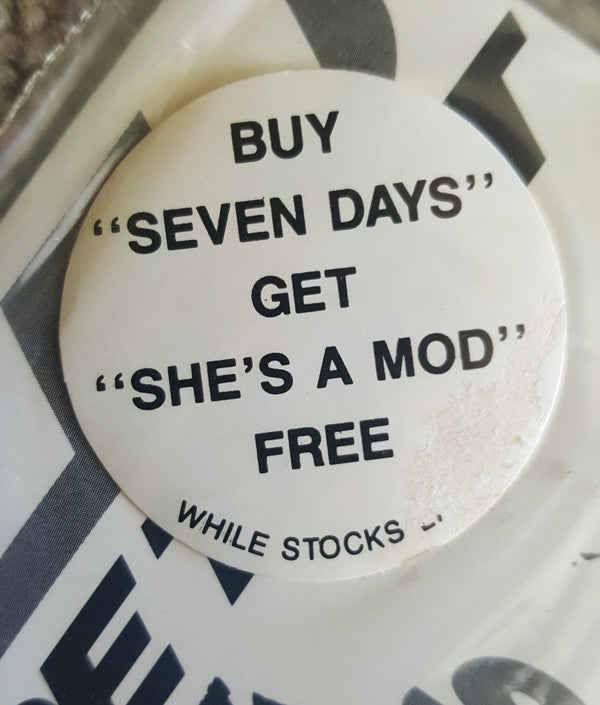 BUY
“SEVEN DAYS”
GET
“SHE'S A MOD”
FREE
WHILE STOCKS